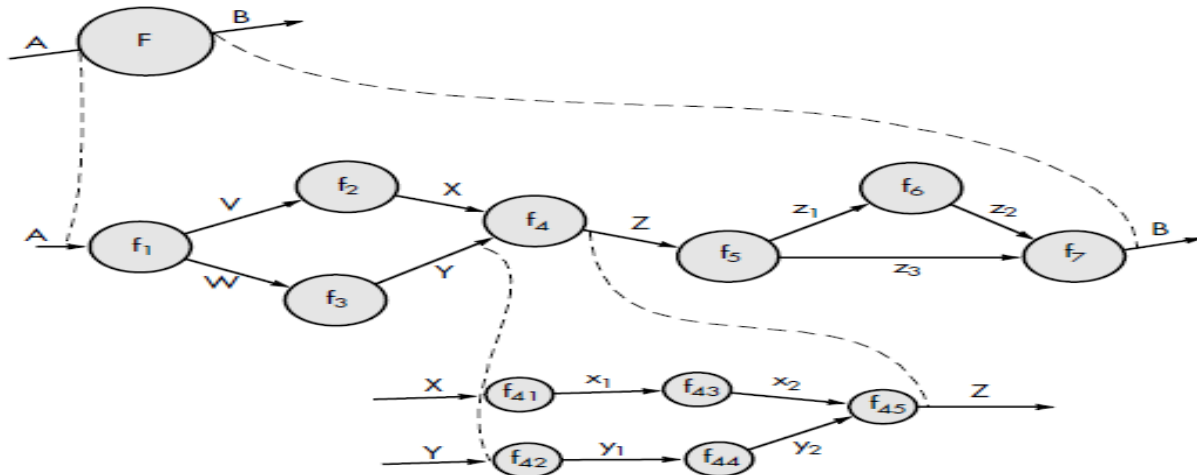 A F B
A f1 V f2 X f4 Z f5 z1 f6 z2 f7 B
W f3 Y z3
X f41 x1 f43 x2 f45 Z
Y f42 y1 f44 y2